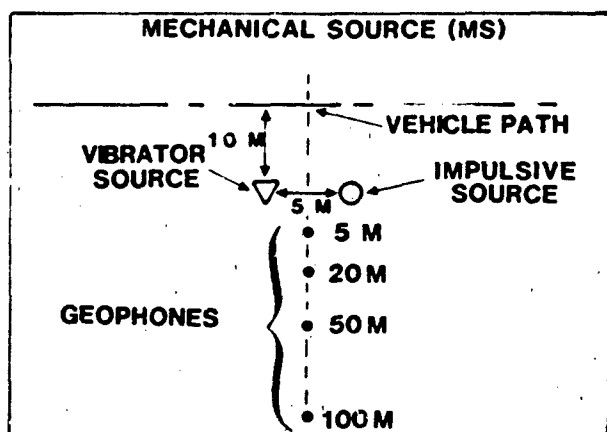 MECHANICAL SOURCE (MS)
VEHICLE PATH
10 M
VIBRATOR
SOURCE
IMPULSIVE
SOURCE
5 M
5 M
20 M
GEOPHONES
50 M
100 M